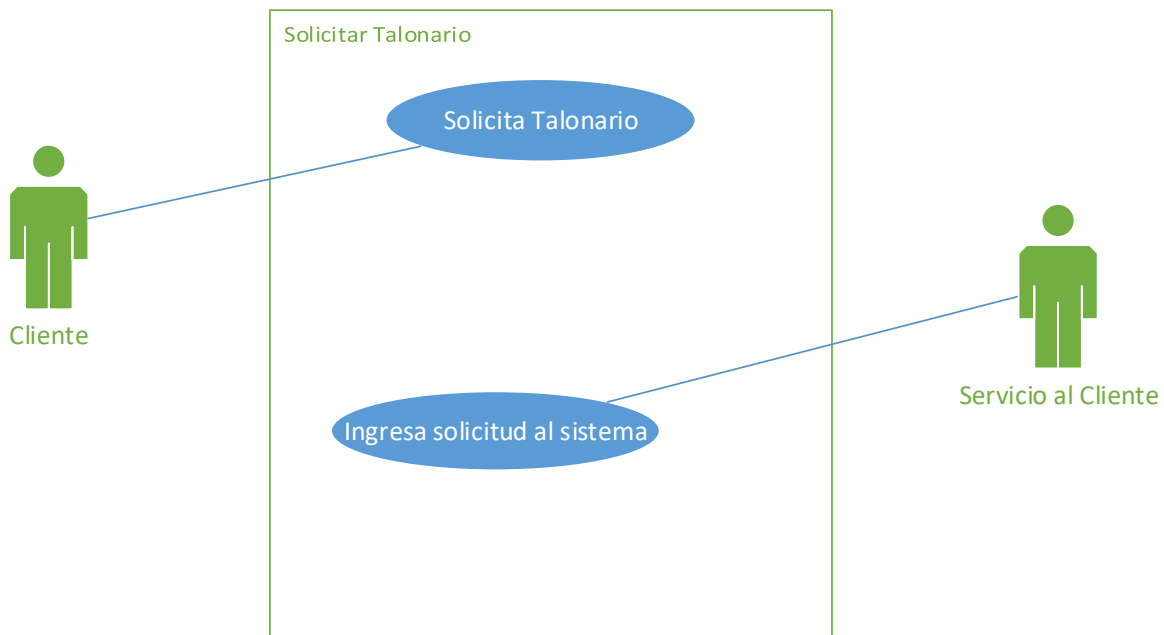 Solicitar Talonario
Solicita Talonario
Cliente
Servicio al Cliente
Ingresa solicitud al sistema